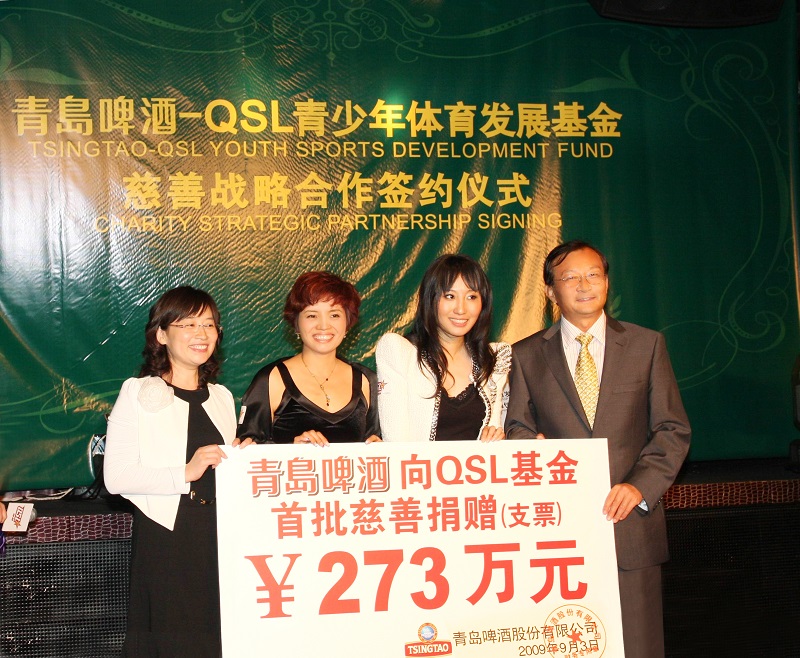 青島啤酒-QSL青少年体育发展基金
TSINGTAO-QSL YOUTH SPORTS DEVELOPMENT FUND
慈善战略合作签约仪式
CHARITY STRATEGIC PARTNERSHIP SIGNING
青島啤酒 向QSL基金
首批慈善捐赠(支票)
￥273万元
TSINGTAO
青岛啤酒股份有限公司
2009年9月3日